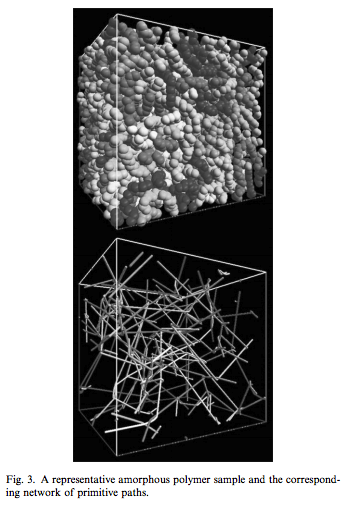 Fig. 3. A representative amorphous polymer sample and the correspond-
ing network of primitive paths.